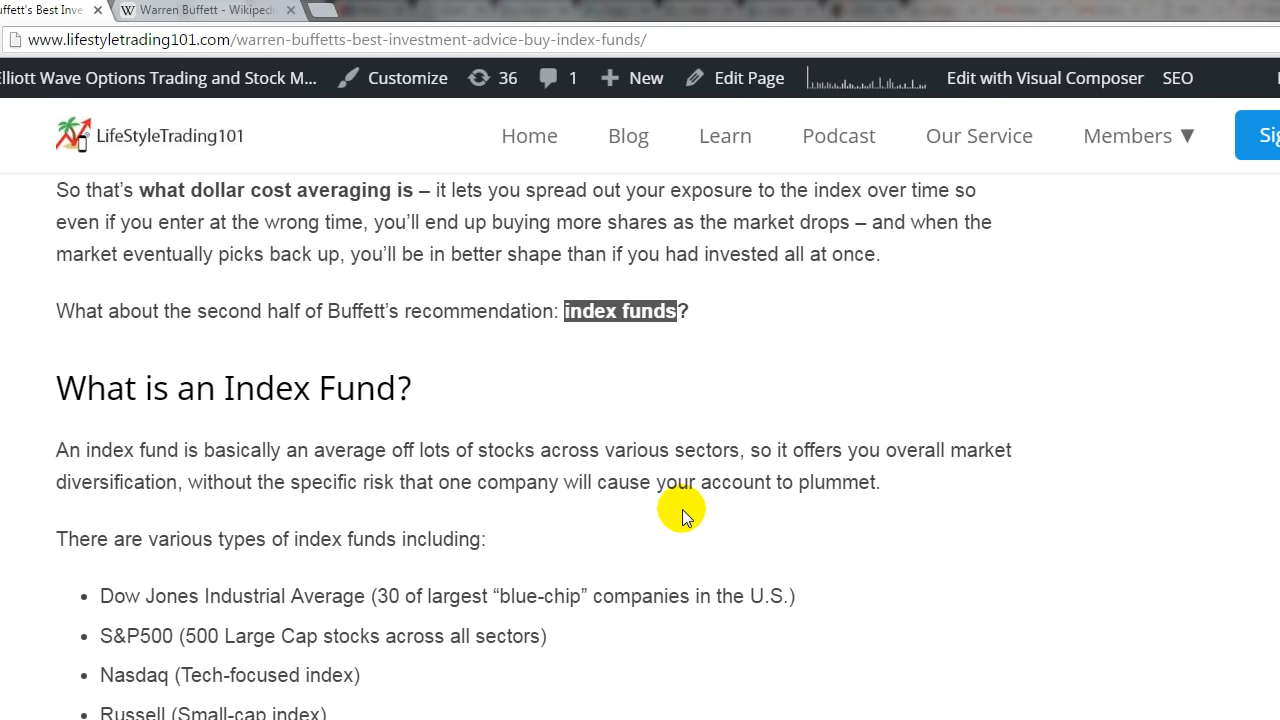 uffett's Best Inve
Warren Buffett - Wikiped
www.lifestyletrading101.com/warren-buffetts-best-investment-advice-buy-index-funds/
lliott Wave Options Trading and Stock M... Customize 36 1 New Edit Page Edit with Visual Composer SEO
LifeStyleTrading101 Home Blog Learn Podcast Our Service Members ▼ Sig
So that’s what dollar cost averaging is – it lets you spread out your exposure to the index over time so
even if you enter at the wrong time, you’ll end up buying more shares as the market drops – and when the
market eventually picks back up, you’ll be in better shape than if you had invested all at once.
What about the second half of Buffett’s recommendation: index funds?
What is an Index Fund?
An index fund is basically an average off lots of stocks across various sectors, so it offers you overall market
diversification, without the specific risk that one company will cause your account to plummet.
There are various types of index funds including:
• Dow Jones Industrial Average (30 of largest “blue-chip” companies in the U.S.)
• S&P500 (500 Large Cap stocks across all sectors)
• Nasdaq (Tech-focused index)
• Russell (Small-cap index)